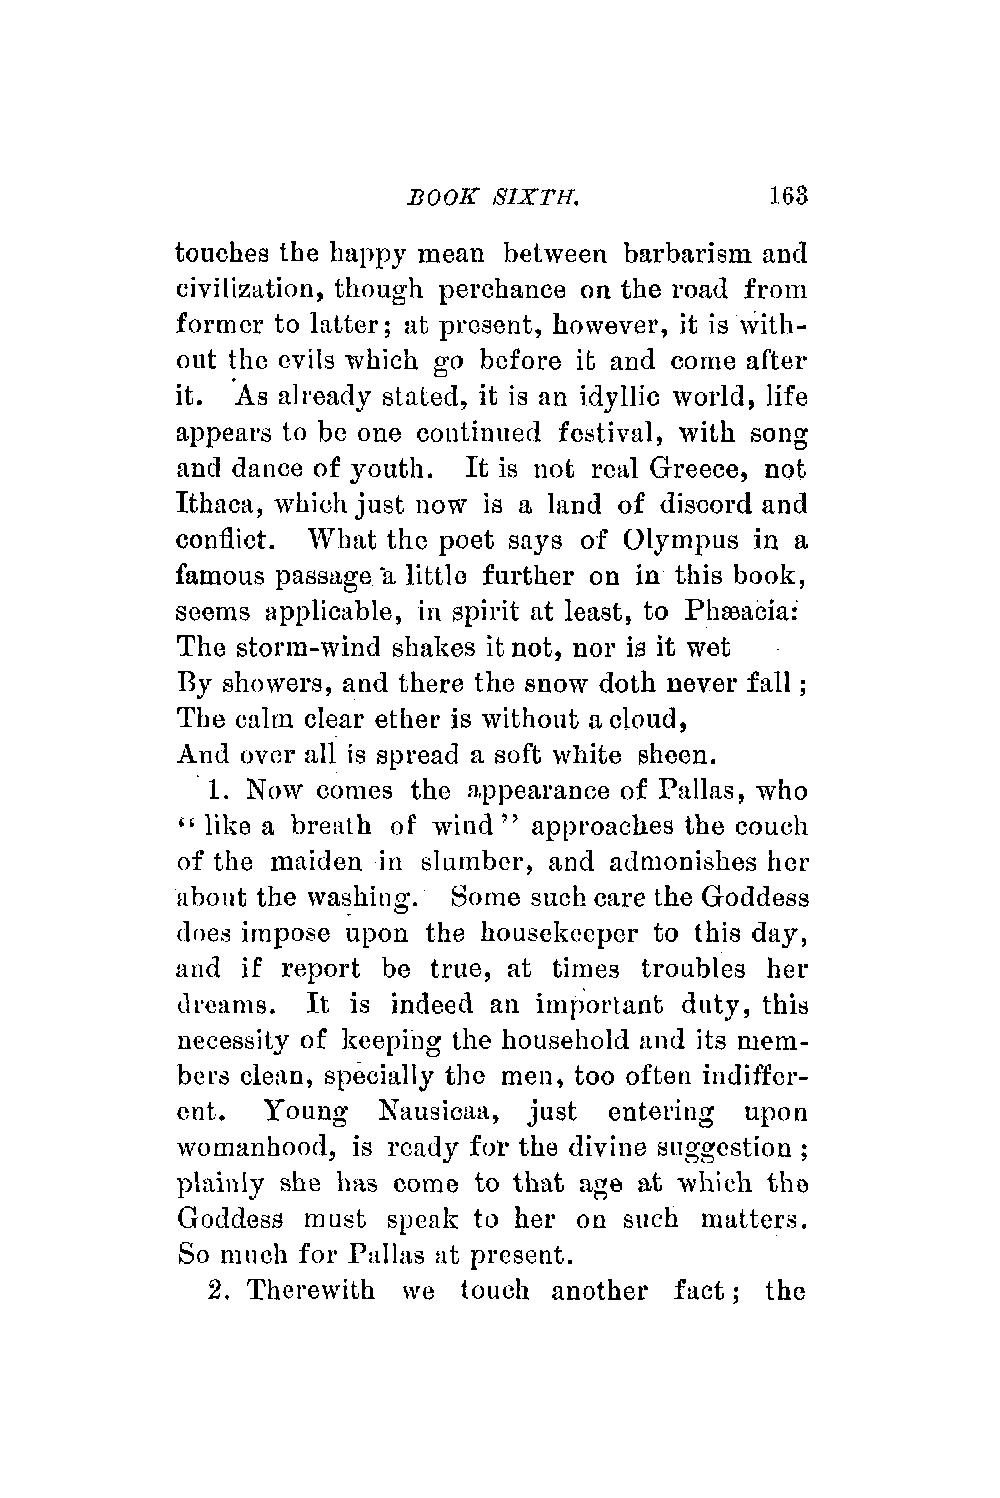 BOOK SIXTH. 163
touches the happy mean between barbarism and
civilization, though perchance on the road from
former to latter; at present, however, it is with-
out the evils which go before it and come after
it. As already stated, it is an idyllic world, life
appears to be one continued festival, with song
and dance of youth. It is not real Greece, not
Ithaca, which just now is a land of discord and
conflict. What the poet says of Olympus in a
famous passage a little further on in this book,
seems applicable, in spirit at least, to Phæacia:
The storm-wind shakes it not, nor is it wet
By showers, and there the snow doth never fall;
The calm clear ether is without a cloud,
And over all is spread a soft white sheen.
1. Now comes the appearance of Pallas, who
“like a breath of wind” approaches the couch
of the maiden in slumber, and admonishes her
about the washing. Some such care the Goddess
does impose upon the housekeeper to this day,
and if report be true, at times troubles her
dreams. It is indeed an important duty, this
necessity of keeping the household and its mem-
bers clean, specially the men, too often indiffer-
ent. Young Nausicaa, just entering upon
womanhood, is ready for the divine suggestion;
plainly she has come to that age at which the
Goddess must speak to her on such matters.
So much for Pallas at present.
2. Therewith we touch another fact; the